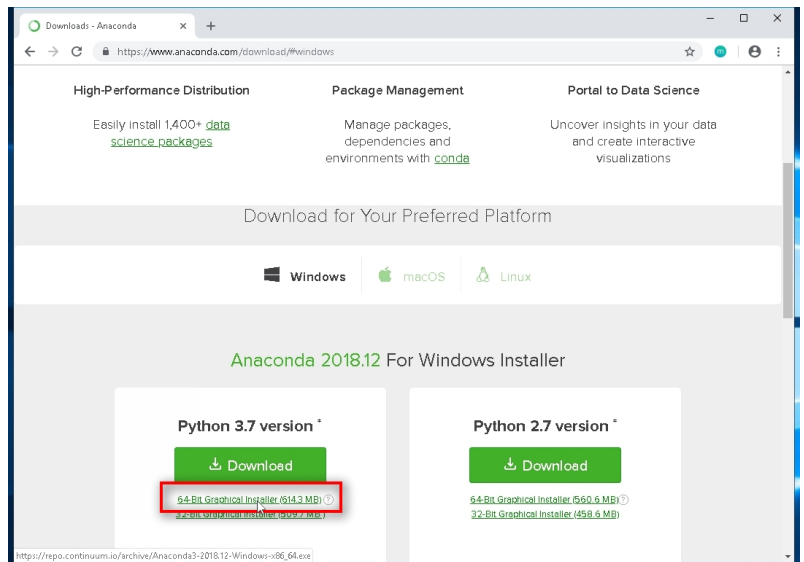 Downloads - Anaconda
https://www.anaconda.com/download/#windows
High-Performance Distribution
Easily install 1,400+ data
science packages
Package Management
Manage packages,
dependencies and
environments with conda
Portal to Data Science
Uncover insights in your data
and create interactive
visualizations
Download for Your Preferred Platform
Windows
macOS
Linux
Anaconda 2018.12 For Windows Installer
Python 3.7 version *
Download
64-Bit Graphical Installer (614.3 MB) ?
32-Bit Graphical Installer (509.7 MB )
Python 2.7 version *
Download
64-Bit Graphical Installer (560.6 MB) ?
32-Bit Graphical Installer (458.6 MB)
https://repo.continuum.io/archive/Anaconda3-2018.12-Windows-x86_64.exe